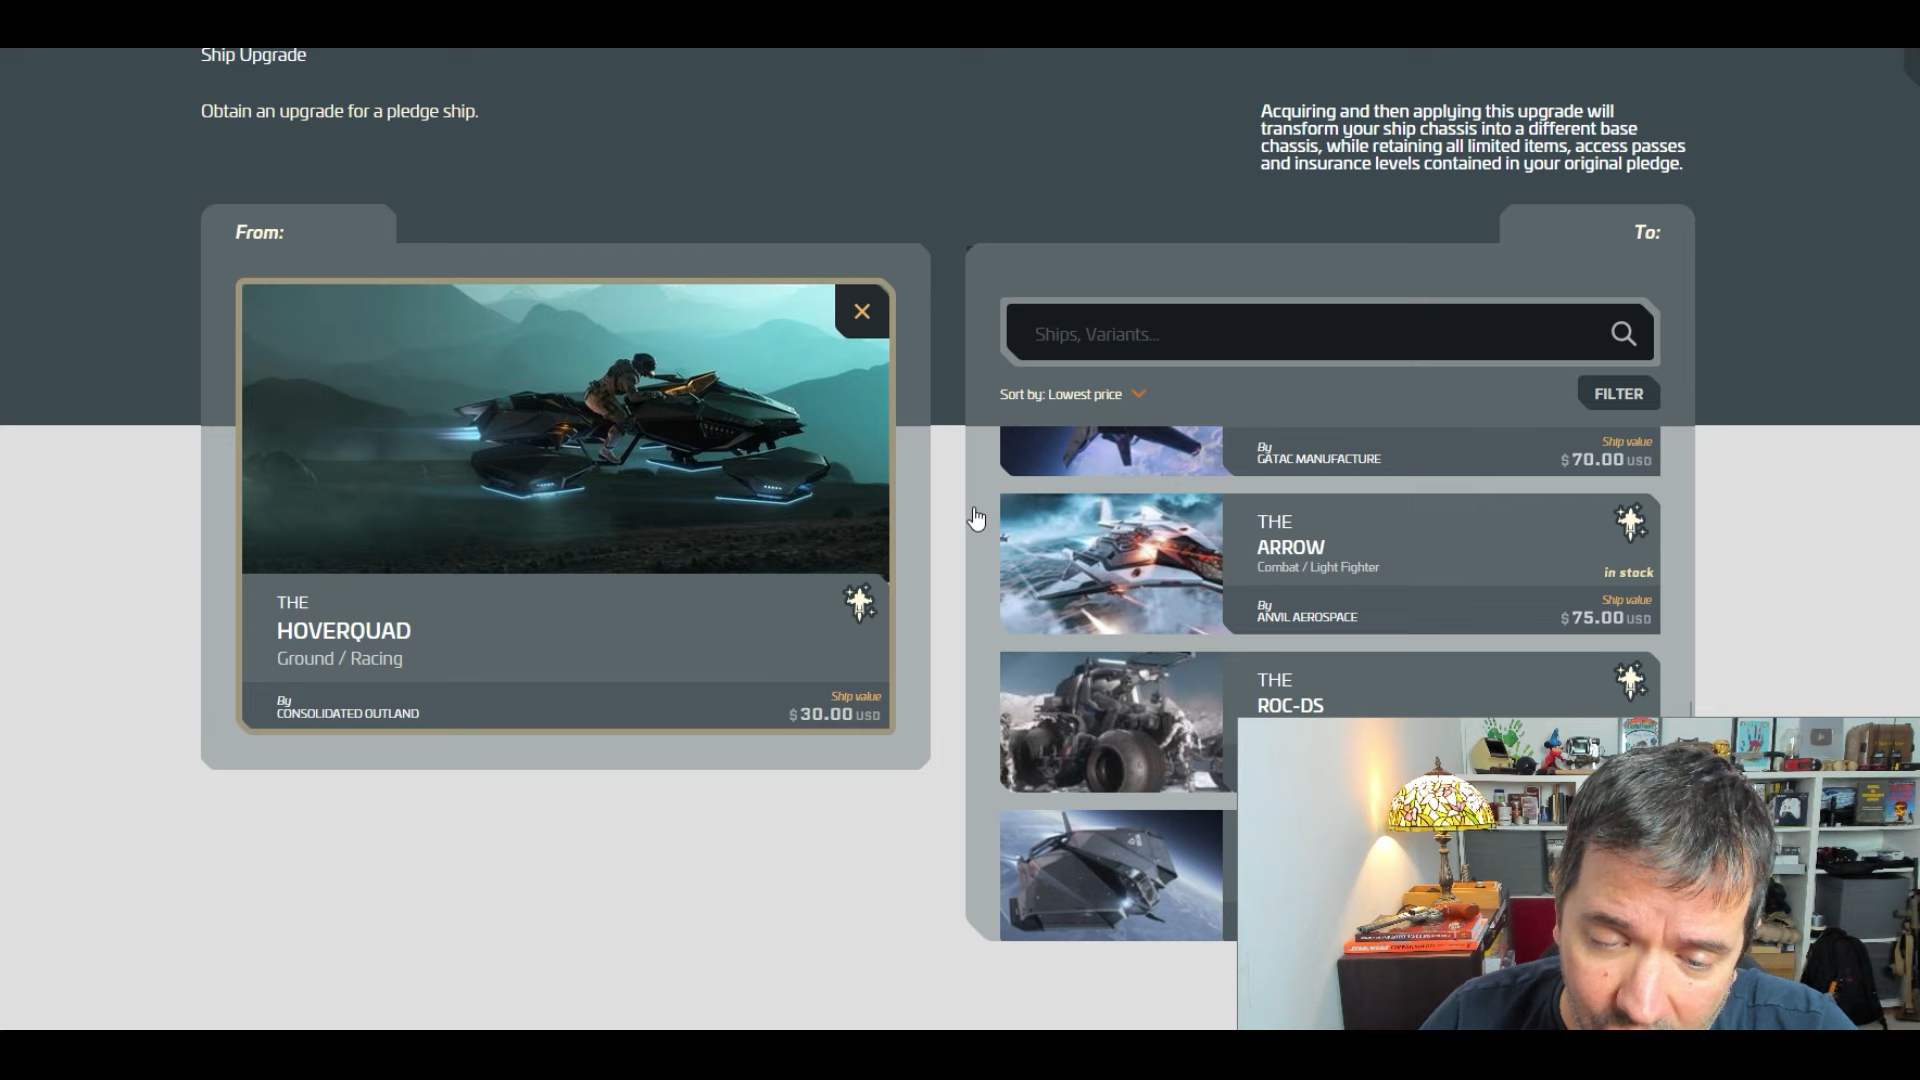 Ship Upgrade
Obtain an upgrade for a pledge ship.
Acquiring and then applying this upgrade will
transform your ship chassis into a different base
chassis, while retaining all limited items, access passes
and insurance levels contained in your original pledge.
From:
THE
HOVERQUAD
Ground / Racing
By
CONSOLIDATED OUTLAND
Ship value
$ 30.00 USD
To:
Ships, Variants...
Sort by: Lowest price
FILTER
By
GATAC MANUFACTURE
Ship value
$ 70.00 USD
THE
ARROW
Combat / Light Fighter
in stock
By
ANVIL AEROSPACE
Ship value
$ 75.00 USD
THE
ROC-DS